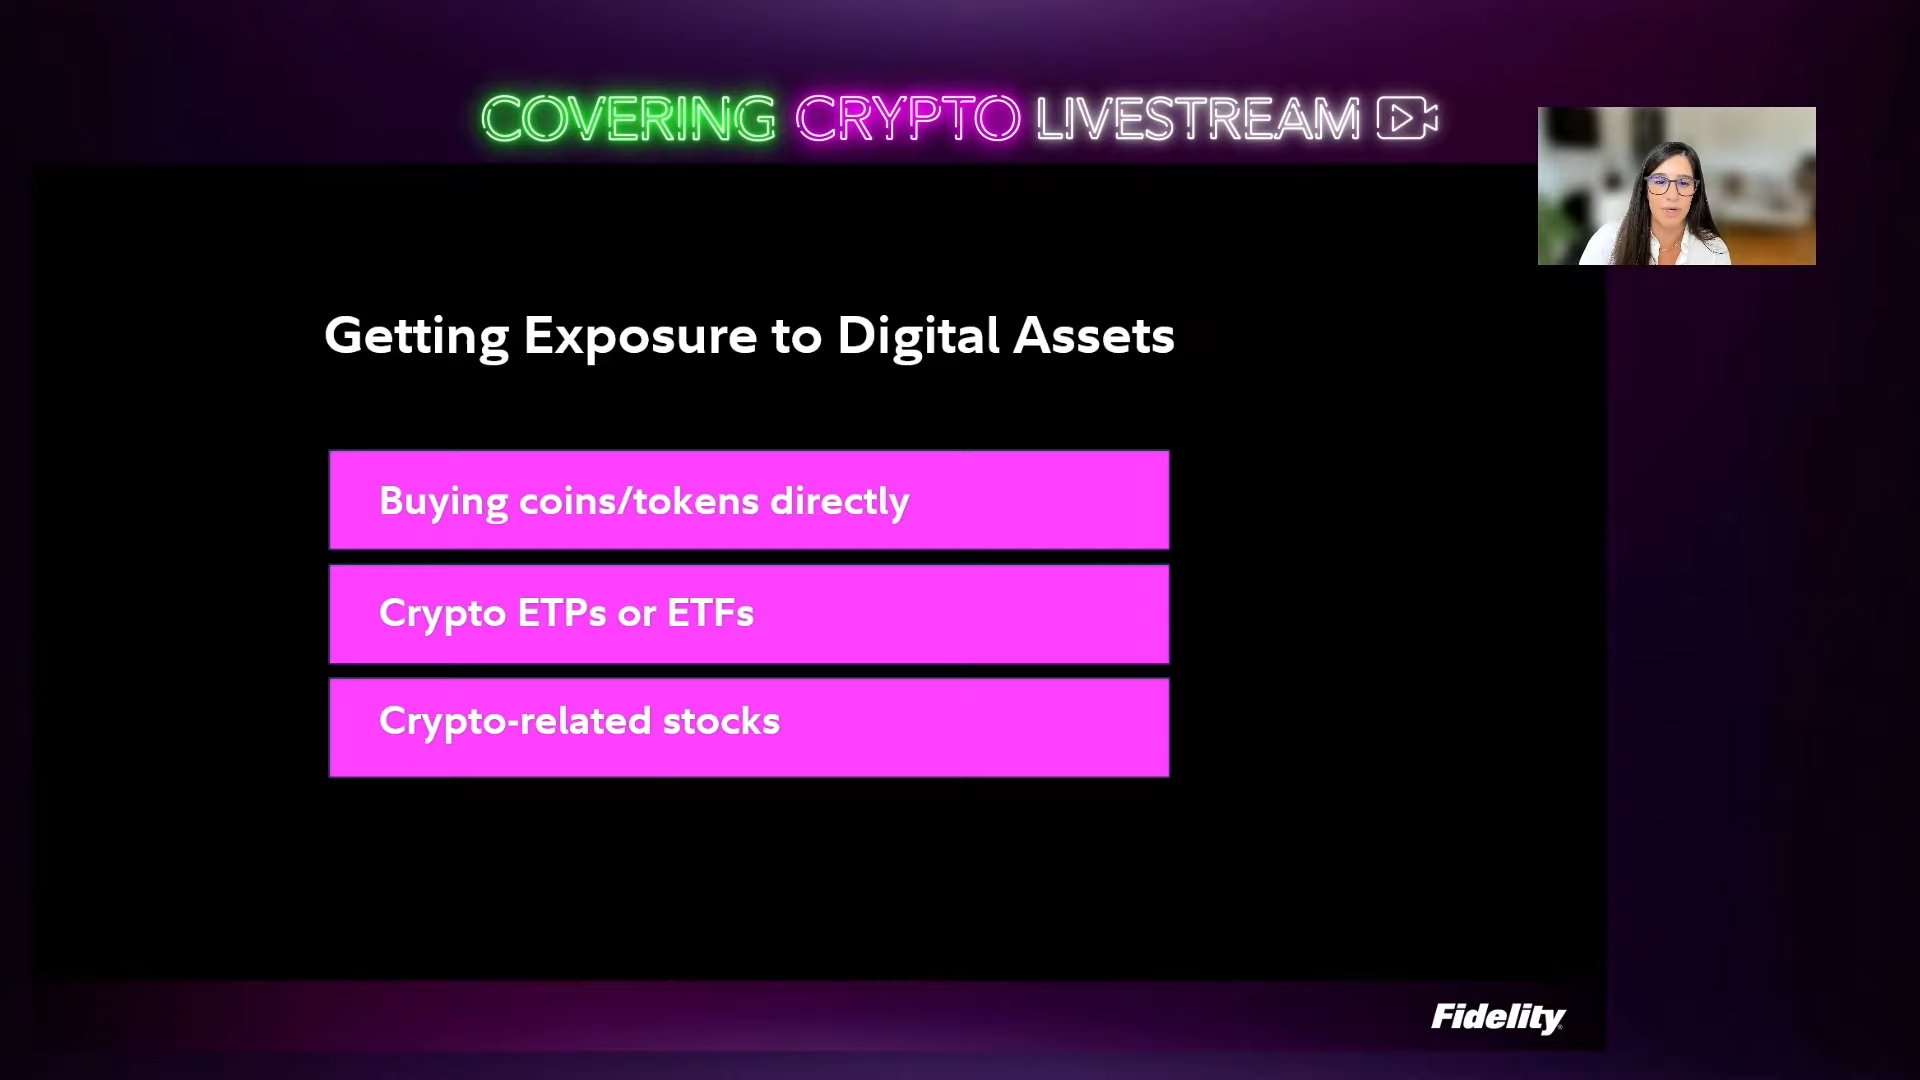 COVERING CRYPTO LIVESTREAM
Getting Exposure to Digital Assets
Buying coins/tokens directly
Crypto ETPs or ETFs
Crypto-related stocks
Fidelity